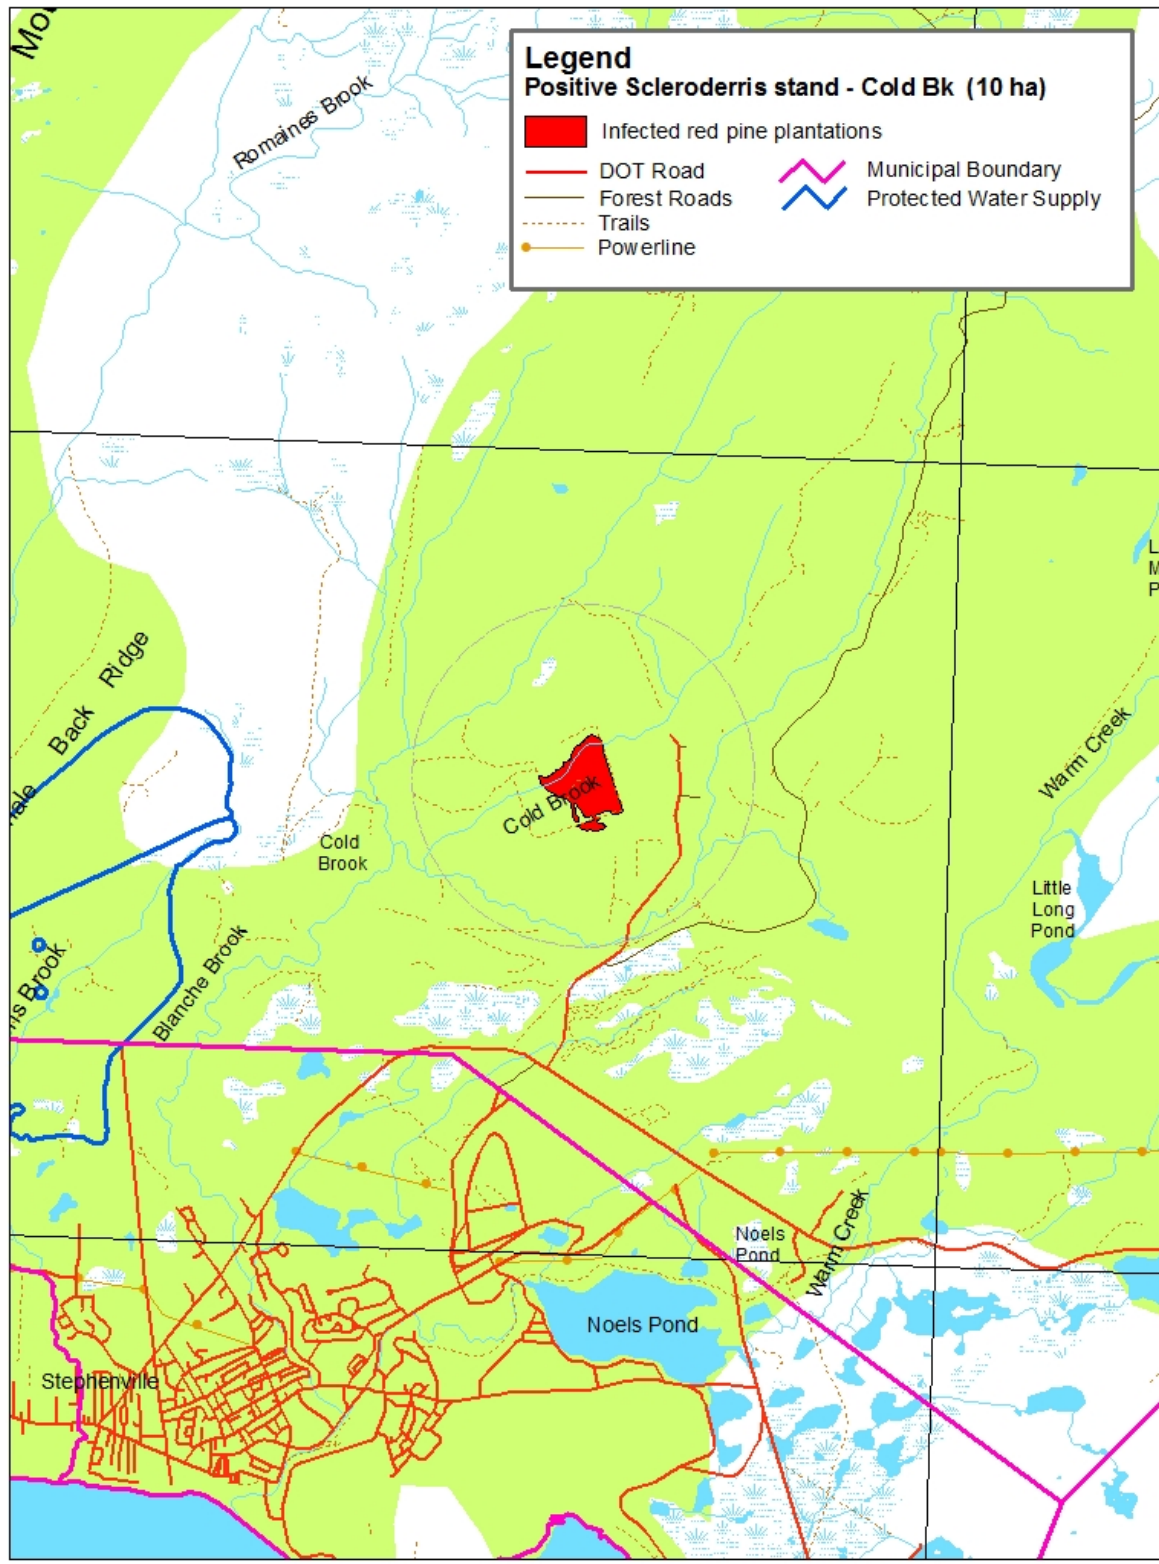 Legend
Positive Scleroderris stand - Cold Bk (10 ha)
Infected red pine plantations
DOT Road
Municipal Boundary
Forest Roads
Protected Water Supply
Trails
Powerline
Romaines Brook
Back Ridge
Cold Brook
Cold
Brook
Warm Creek
Little
Long
Pond
Blanche Brook
Brook
Noels
Pond
Warm Creek
Noels Pond
Stephenville